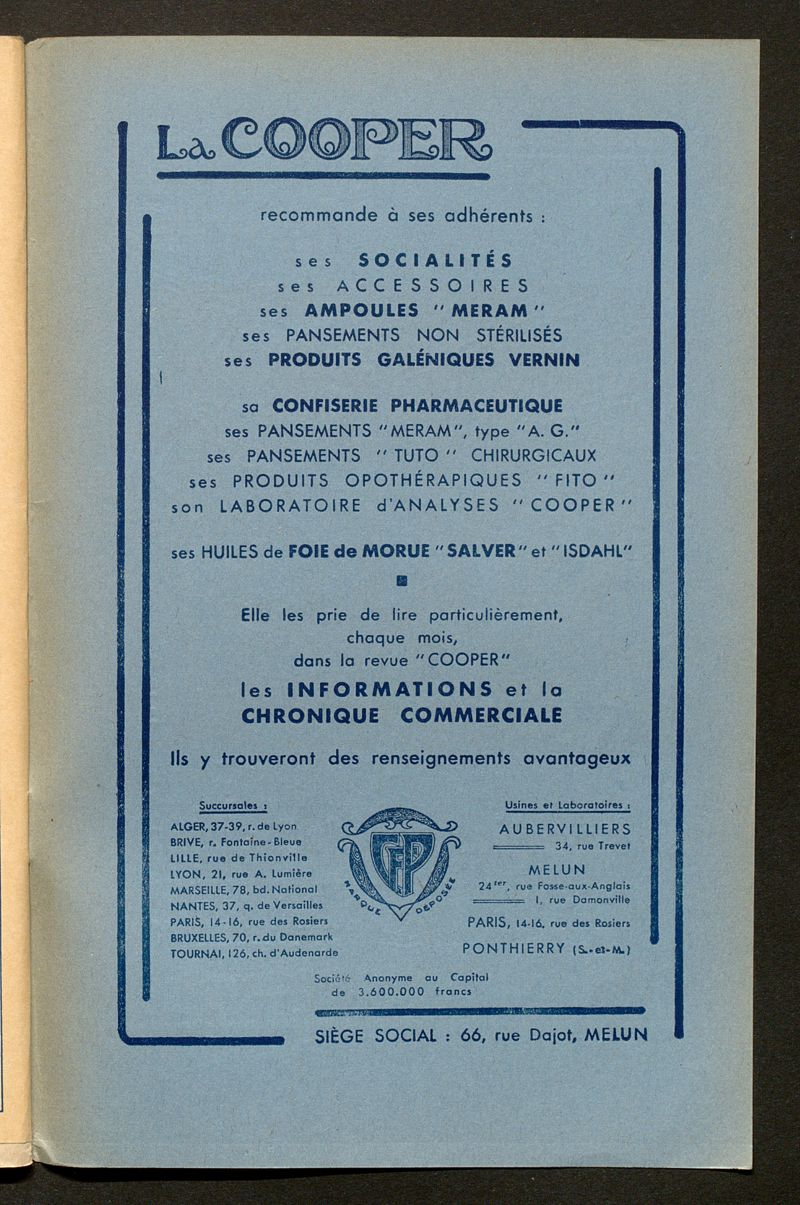 La COOPER
recommande à ses adhérents :
ses SOCIALITÉS
ses ACCESSOIRES
ses AMPOULES "MERAM"
ses PANSEMENTS NON STÉRILISÉS
ses PRODUITS GALÉNIQUES VERNIN
sa CONFISERIE PHARMACEUTIQUE
ses PANSEMENTS "MERAM", type "A. G."
ses PANSEMENTS "TUTO" CHIRURGICAUX
ses PRODUITS OPOTHÉRAPIQUES "FITO"
son LABORATOIRE d'ANALYSES "COOPER"
ses HUILES de FOIE de MORUE "SALVER" et "ISDAHL"
Elle les prie de lire particulièrement,
chaque mois,
dans la revue "COOPER"
les INFORMATIONS et la
CHRONIQUE COMMERCIALE
Ils y trouveront des renseignements avantageux
Succursales :
ALGER, 37-39, r. de Lyon
BRIVE, r. Fontaine-Bleue
LILLE, rue de Thionville
LYON, 21, rue A. Lumière
MARSEILLE, 78, bd. National
NANTES, 37, q. de Versailles
PARIS, 14-16, rue des Rosiers
BRUXELLES, 70, r. du Danemark
TOURNAI, 126, ch. d'Audenarde
CFP
MARQUE DÉPOSÉE
Usines et Laboratoires :
AUBERVILLIERS
34, rue Trevet
MELUN
24ter, rue Fosse-aux-Anglais
1, rue Damonville
PARIS, 14-16, rue des Rosiers
PONTHIERRY (S.-et-M.)
Société Anonyme au Capital
de 3.600.000 francs
SIÈGE SOCIAL : 66, rue Dajot, MELUN